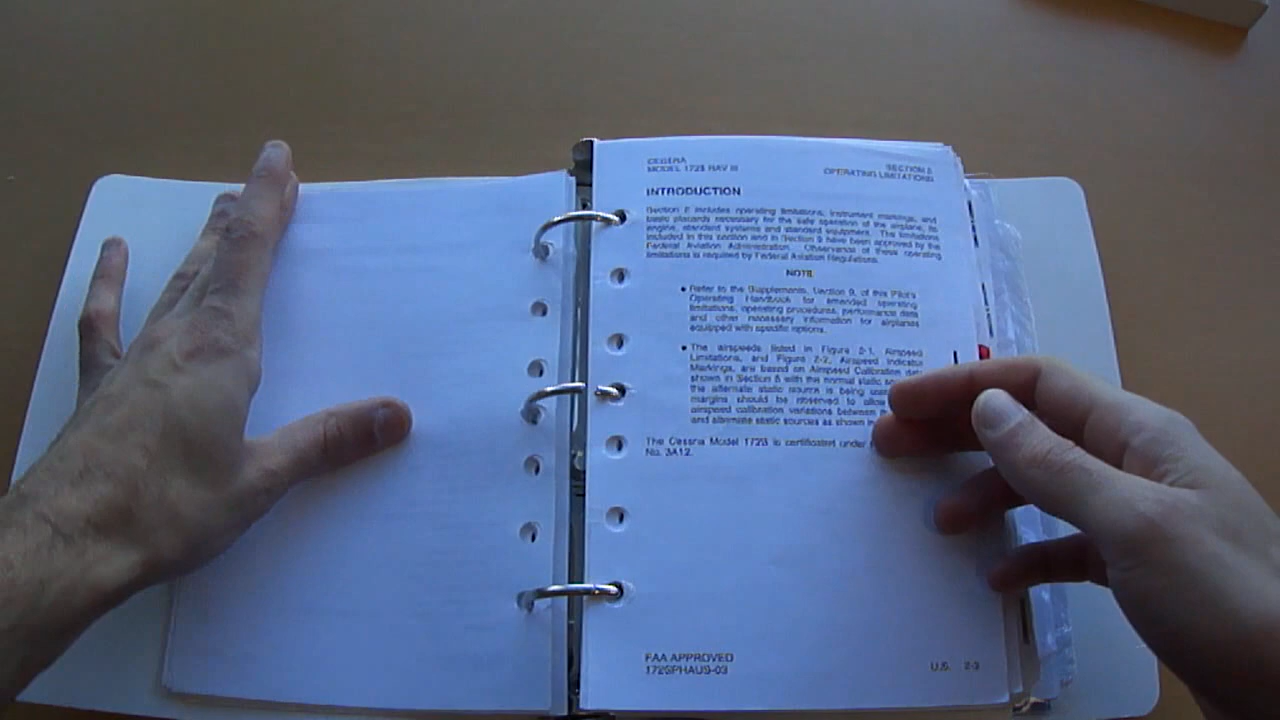 CESSNA
MODEL 172S NAV III
SECTION 2
OPERATING LIMITATIONS
INTRODUCTION
Section 2 includes operating limitations, instrument markings, and
basic placards necessary for the safe operation of the airplane, its
engine, standard systems and standard equipment. The limitations
included in this section and in Section 9 have been approved by the
Federal Aviation Administration. Observance of these operating
limitations is required by Federal Aviation Regulations.
NOTE
• Refer to the Supplements, Section 9, of this Pilot's
Operating Handbook for amended operating
limitations, operating procedures, performance data
and other necessary information for airplanes
equipped with specific options.
• The airspeeds listed in Figure 2-1, Airspeed
Limitations, and Figure 2-2, Airspeed Indicator
Markings, are based on Airspeed Calibration
shown in Section 5 with the normal static
the alternate static source is being
margins should be observed to allow
airspeed calibration variations between
and alternate static sources as shown in
The Cessna Model 172S is certificated under
No. 3A12.
FAA APPROVED
172SPHAUS-03
U.S. 2-3